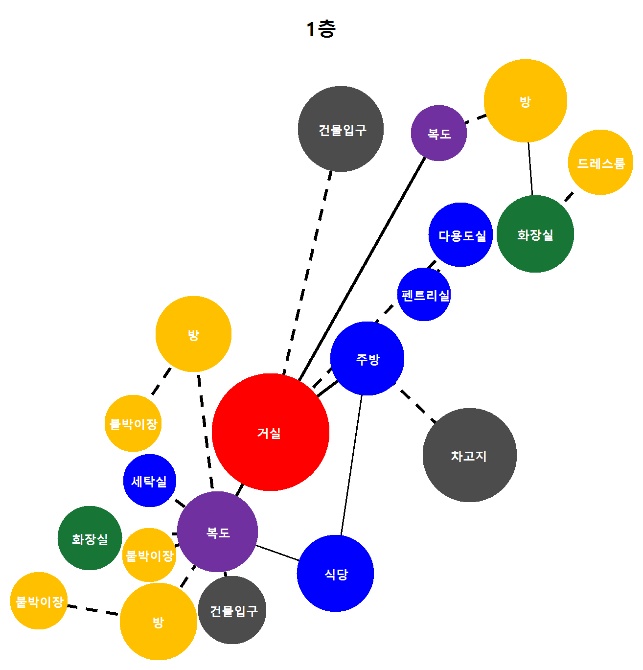 1층
방
건물입구
복도
드레스룸
다용도실
화장실
펜트리실
방
주방
붙박이장
거실
차고지
세탁실
복도
화장실
붙박이장
식당
붙박이장
건물입구
방